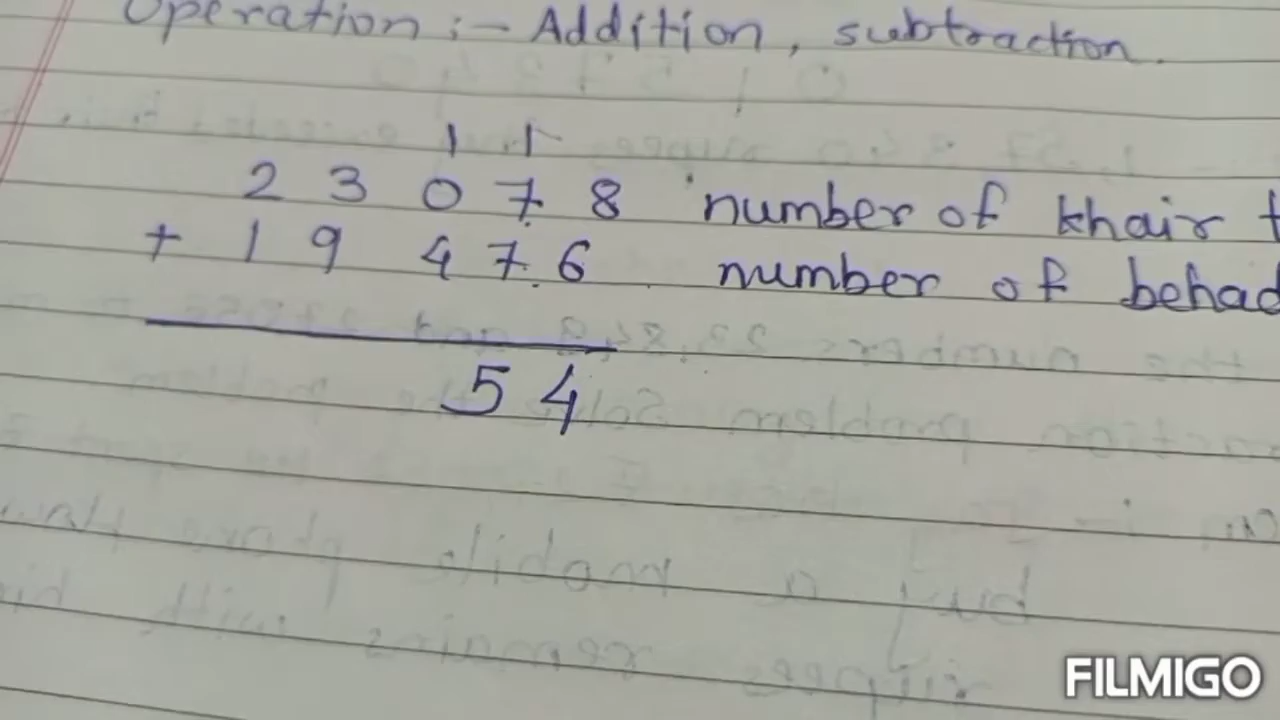 Operation :- Addition, subtraction.
1 1
2 3 0 7 8 number of khair t
+ 1 9 4 7 6 number of behad
5 4
FILMIGO